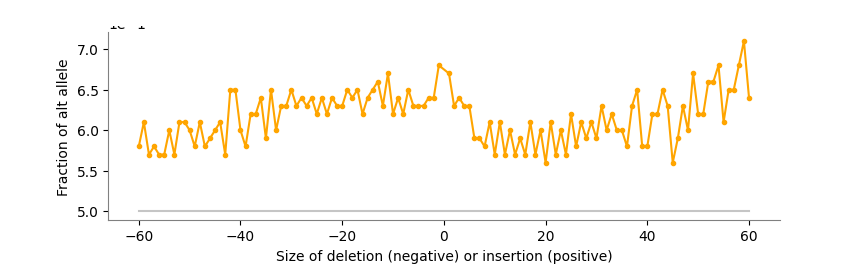 7.0
6.5
6.0
5.5
5.0
Fraction of alt allele
−60 −40 −20 0 20 40 60
Size of deletion (negative) or insertion (positive)